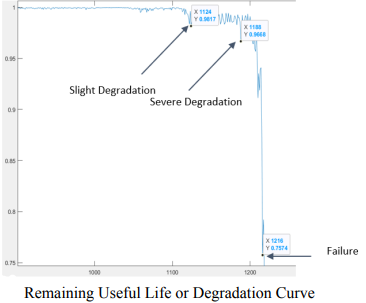 1
0.95
0.9
0.85
0.8
0.75
1000
1100
1200
X 1124
Y 0.9817
X 1188
Y 0.9668
X 1216
Y 0.7574
Slight Degradation
Severe Degradation
Failure
Remaining Useful Life or Degradation Curve